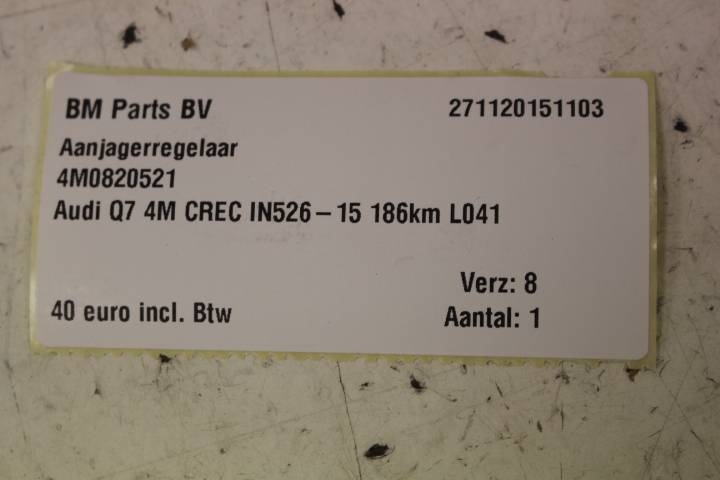 BM Parts BV 271120151103
Aanjagerregelaar
4M0820521
Audi Q7 4M CREC IN526-15 186km L041
Verz: 8
40 euro incl. Btw Aantal: 1